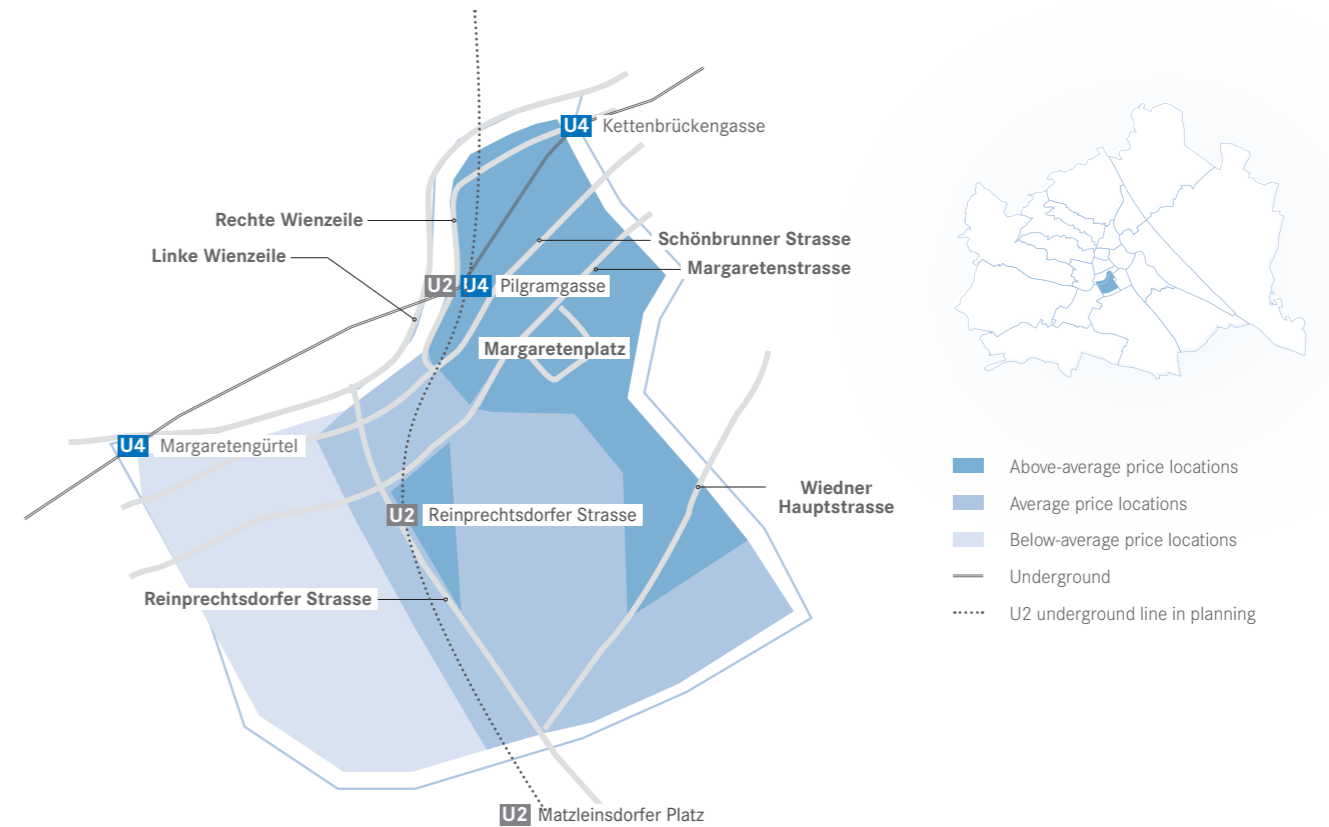 U4 Kettenbrückengasse
Rechte Wienzeile
Schönbrunner Strasse
Linke Wienzeile
Margaretenstrasse
U2 U4 Pilgramgasse
Margaretenplatz
U4 Margaretengürtel
Wiedner
Hauptstrasse
U2 Reinprechtsdorfer Strasse
Reinprechtsdorfer Strasse
U2 Matzleinsdorfer Platz
Above-average price locations
Average price locations
Below-average price locations
Underground
U2 underground line in planning